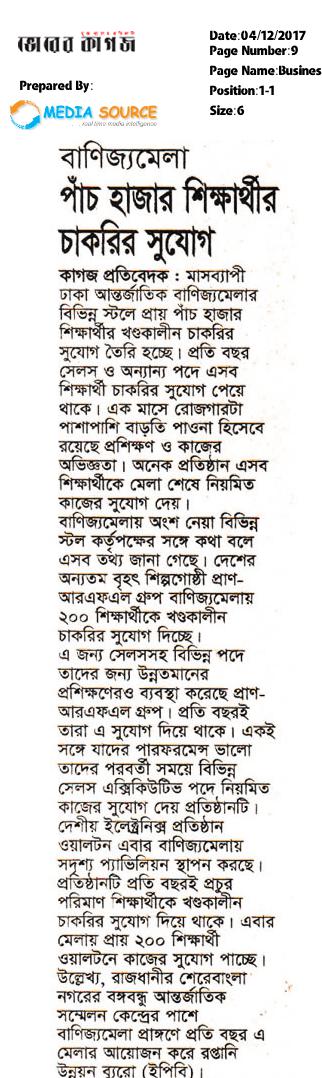 ভোরের কাগজ
Date:04/12/2017
Page Number:9
Page Name:Busines
Position:1-1
Size:6
Prepared By:
MEDIA SOURCE
...real time media intelligence
বাণিজ্যমেলা
পাঁচ হাজার শিক্ষার্থীর
চাকরির সুযোগ
কাগজ প্রতিবেদক : মাসব্যাপী
ঢাকা আন্তর্জাতিক বাণিজ্যমেলার
বিভিন্ন স্টলে প্রায় পাঁচ হাজার
শিক্ষার্থীর খণ্ডকালীন চাকরির
সুযোগ তৈরি হচ্ছে। প্রতি বছর
সেলস ও অন্যান্য পদে এসব
শিক্ষার্থী চাকরির সুযোগ পেয়ে
থাকে। এক মাসে রোজগারটা
পাশাপাশি বাড়তি পাওনা হিসেবে
রয়েছে প্রশিক্ষণ ও কাজের
অভিজ্ঞতা। অনেক প্রতিষ্ঠান এসব
শিক্ষার্থীকে মেলা শেষে নিয়মিত
কাজের সুযোগ দেয়।
বাণিজ্যমেলায় অংশ নেয়া বিভিন্ন
স্টল কর্তৃপক্ষের সঙ্গে কথা বলে
এসব তথ্য জানা গেছে। দেশের
অন্যতম বৃহৎ শিল্পগোষ্ঠী প্রাণ-
আরএফএল গ্রুপ বাণিজ্যমেলায়
২০০ শিক্ষার্থীকে খণ্ডকালীন
চাকরির সুযোগ দিচ্ছে।
এ জন্য সেলসসহ বিভিন্ন পদে
তাদের জন্য উন্নতমানের
প্রশিক্ষণেরও ব্যবস্থা করেছে প্রাণ-
আরএফএল গ্রুপ। প্রতি বছরই
তারা এ সুযোগ দিয়ে থাকে। একই
সঙ্গে যাদের পারফরমেন্স ভালো
তাদের পরবর্তী সময়ে বিভিন্ন
সেলস এক্সিকিউটিভ পদে নিয়মিত
কাজের সুযোগ দেয় প্রতিষ্ঠানটি।
দেশীয় ইলেক্ট্রনিক্স প্রতিষ্ঠান
ওয়ালটন এবার বাণিজ্যমেলায়
সদৃশ্য প্যাভিলিয়ন স্থাপন করছে।
প্রতিষ্ঠানটি প্রতি বছরই প্রচুর
পরিমাণ শিক্ষার্থীকে খণ্ডকালীন
চাকরির সুযোগ দিয়ে থাকে। এবার
মেলায় প্রায় ২০০ শিক্ষার্থী
ওয়ালটনে কাজের সুযোগ পাচ্ছে।
উল্লেখ্য, রাজধানীর শেরেবাংলা
নগরের বঙ্গবন্ধু আন্তর্জাতিক
সম্মেলন কেন্দ্রের পাশে
বাণিজ্যমেলা প্রাঙ্গণে প্রতি বছর এ
মেলার আয়োজন করে রপ্তানি
উন্নয়ন ব্যুরো (ইপিবি)।